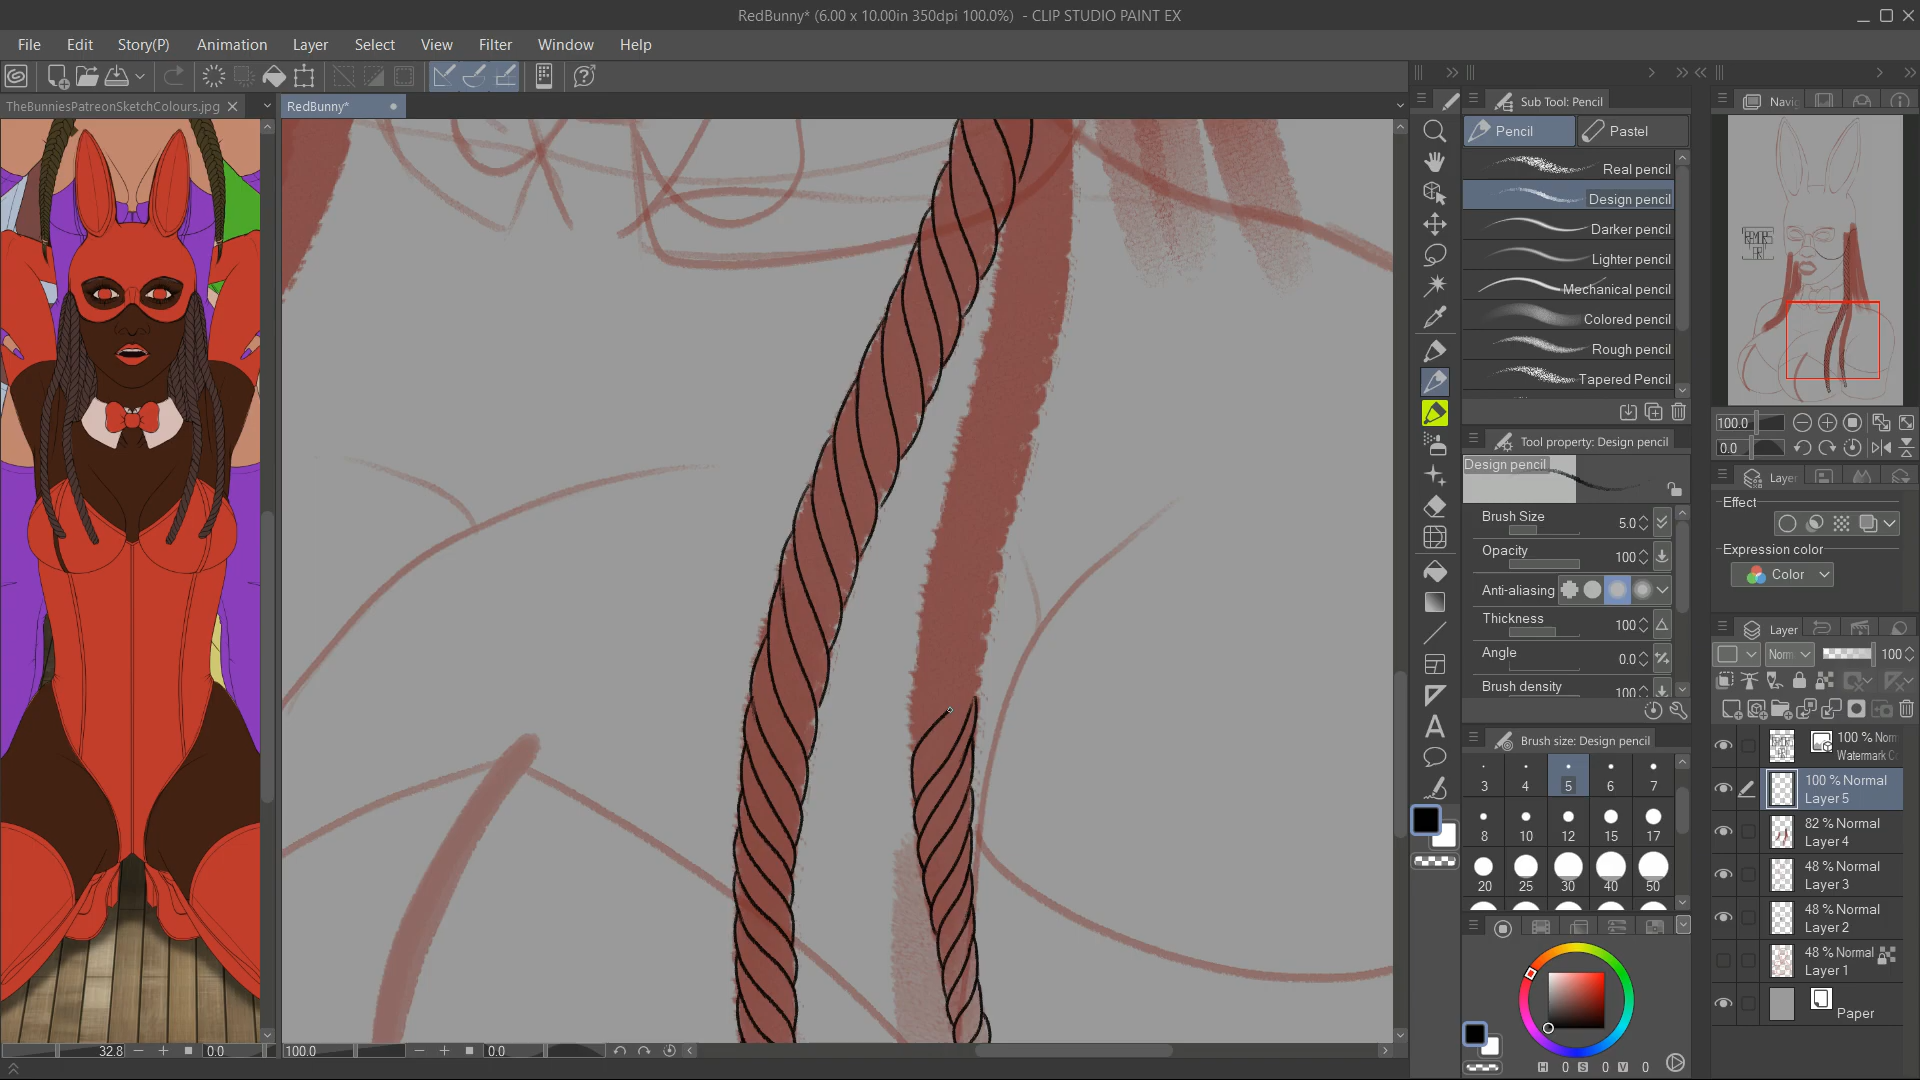 RedBunny* (6.00 x 10.00in 350dpi 100.0%) - CLIP STUDIO PAINT EX
File Edit Story(P) Animation Layer Select View Filter Window Help
TheBunniesPatreonSketchColours.jpg
RedBunny*
Sub Tool: Pencil
Pencil
Pastel
Real pencil
Design pencil
Darker pencil
Lighter pencil
Mechanical pencil
Colored pencil
Rough pencil
Tapered Pencil
Tool property: Design pencil
Design pencil
Brush Size 5.0
Opacity 100
Anti-aliasing
Thickness 100
Angle 0.0
Brush density 100
Brush size: Design pencil
3 4 5 6 7
8 10 12 15 17
20 25 30 40 50
H 0 S 0 V 0
Navig
100.0
0.0
Layer
Effect
Expression color
Color
Layer
Norm 100
100 % Norm
Watermark C
100 % Normal
Layer 5
82 % Normal
Layer 4
48 % Normal
Layer 3
48 % Normal
Layer 2
48 % Normal
Layer 1
Paper
32.8 0.0
100.0 0.0